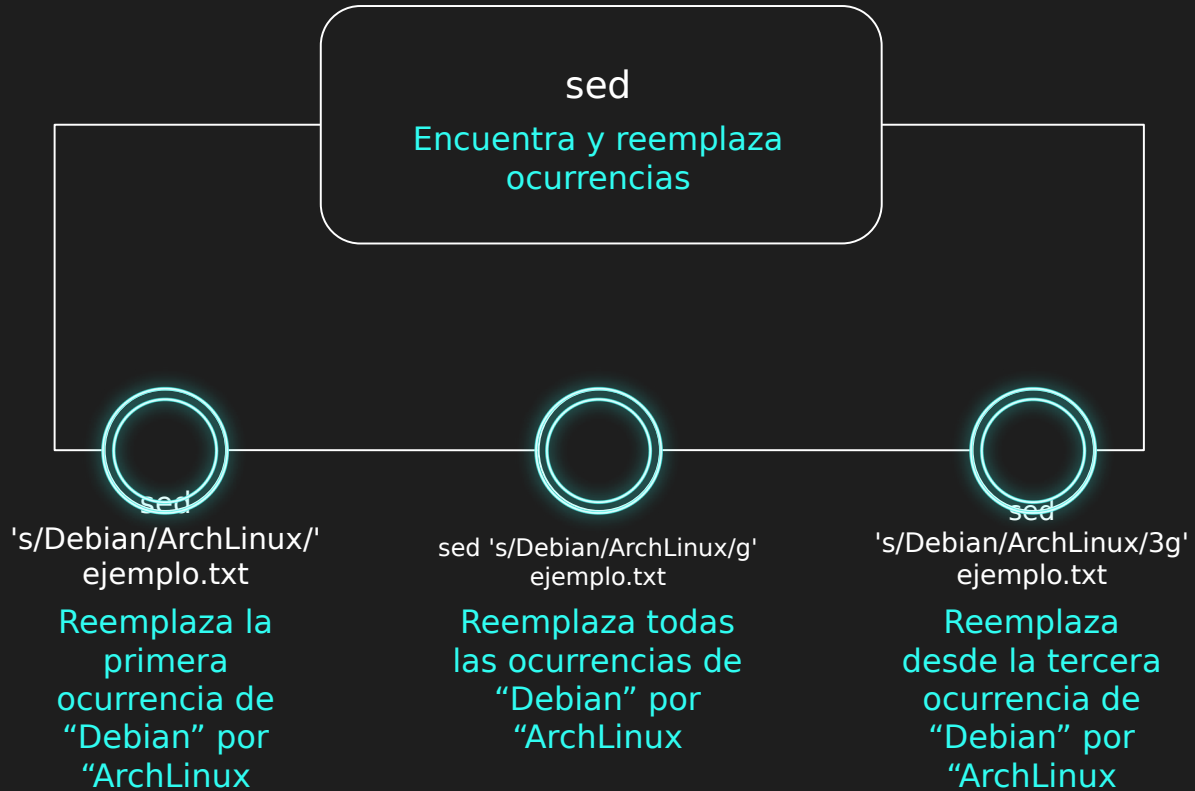 sed
Encuentra y reemplaza
ocurrencias
sed
's/Debian/ArchLinux/'
ejemplo.txt
Reemplaza la
primera
ocurrencia de
“Debian” por
“ArchLinux
sed 's/Debian/ArchLinux/g'
ejemplo.txt
Reemplaza todas
las ocurrencias de
“Debian” por
“ArchLinux
sed
's/Debian/ArchLinux/3g'
ejemplo.txt
Reemplaza
desde la tercera
ocurrencia de
“Debian” por
“ArchLinux